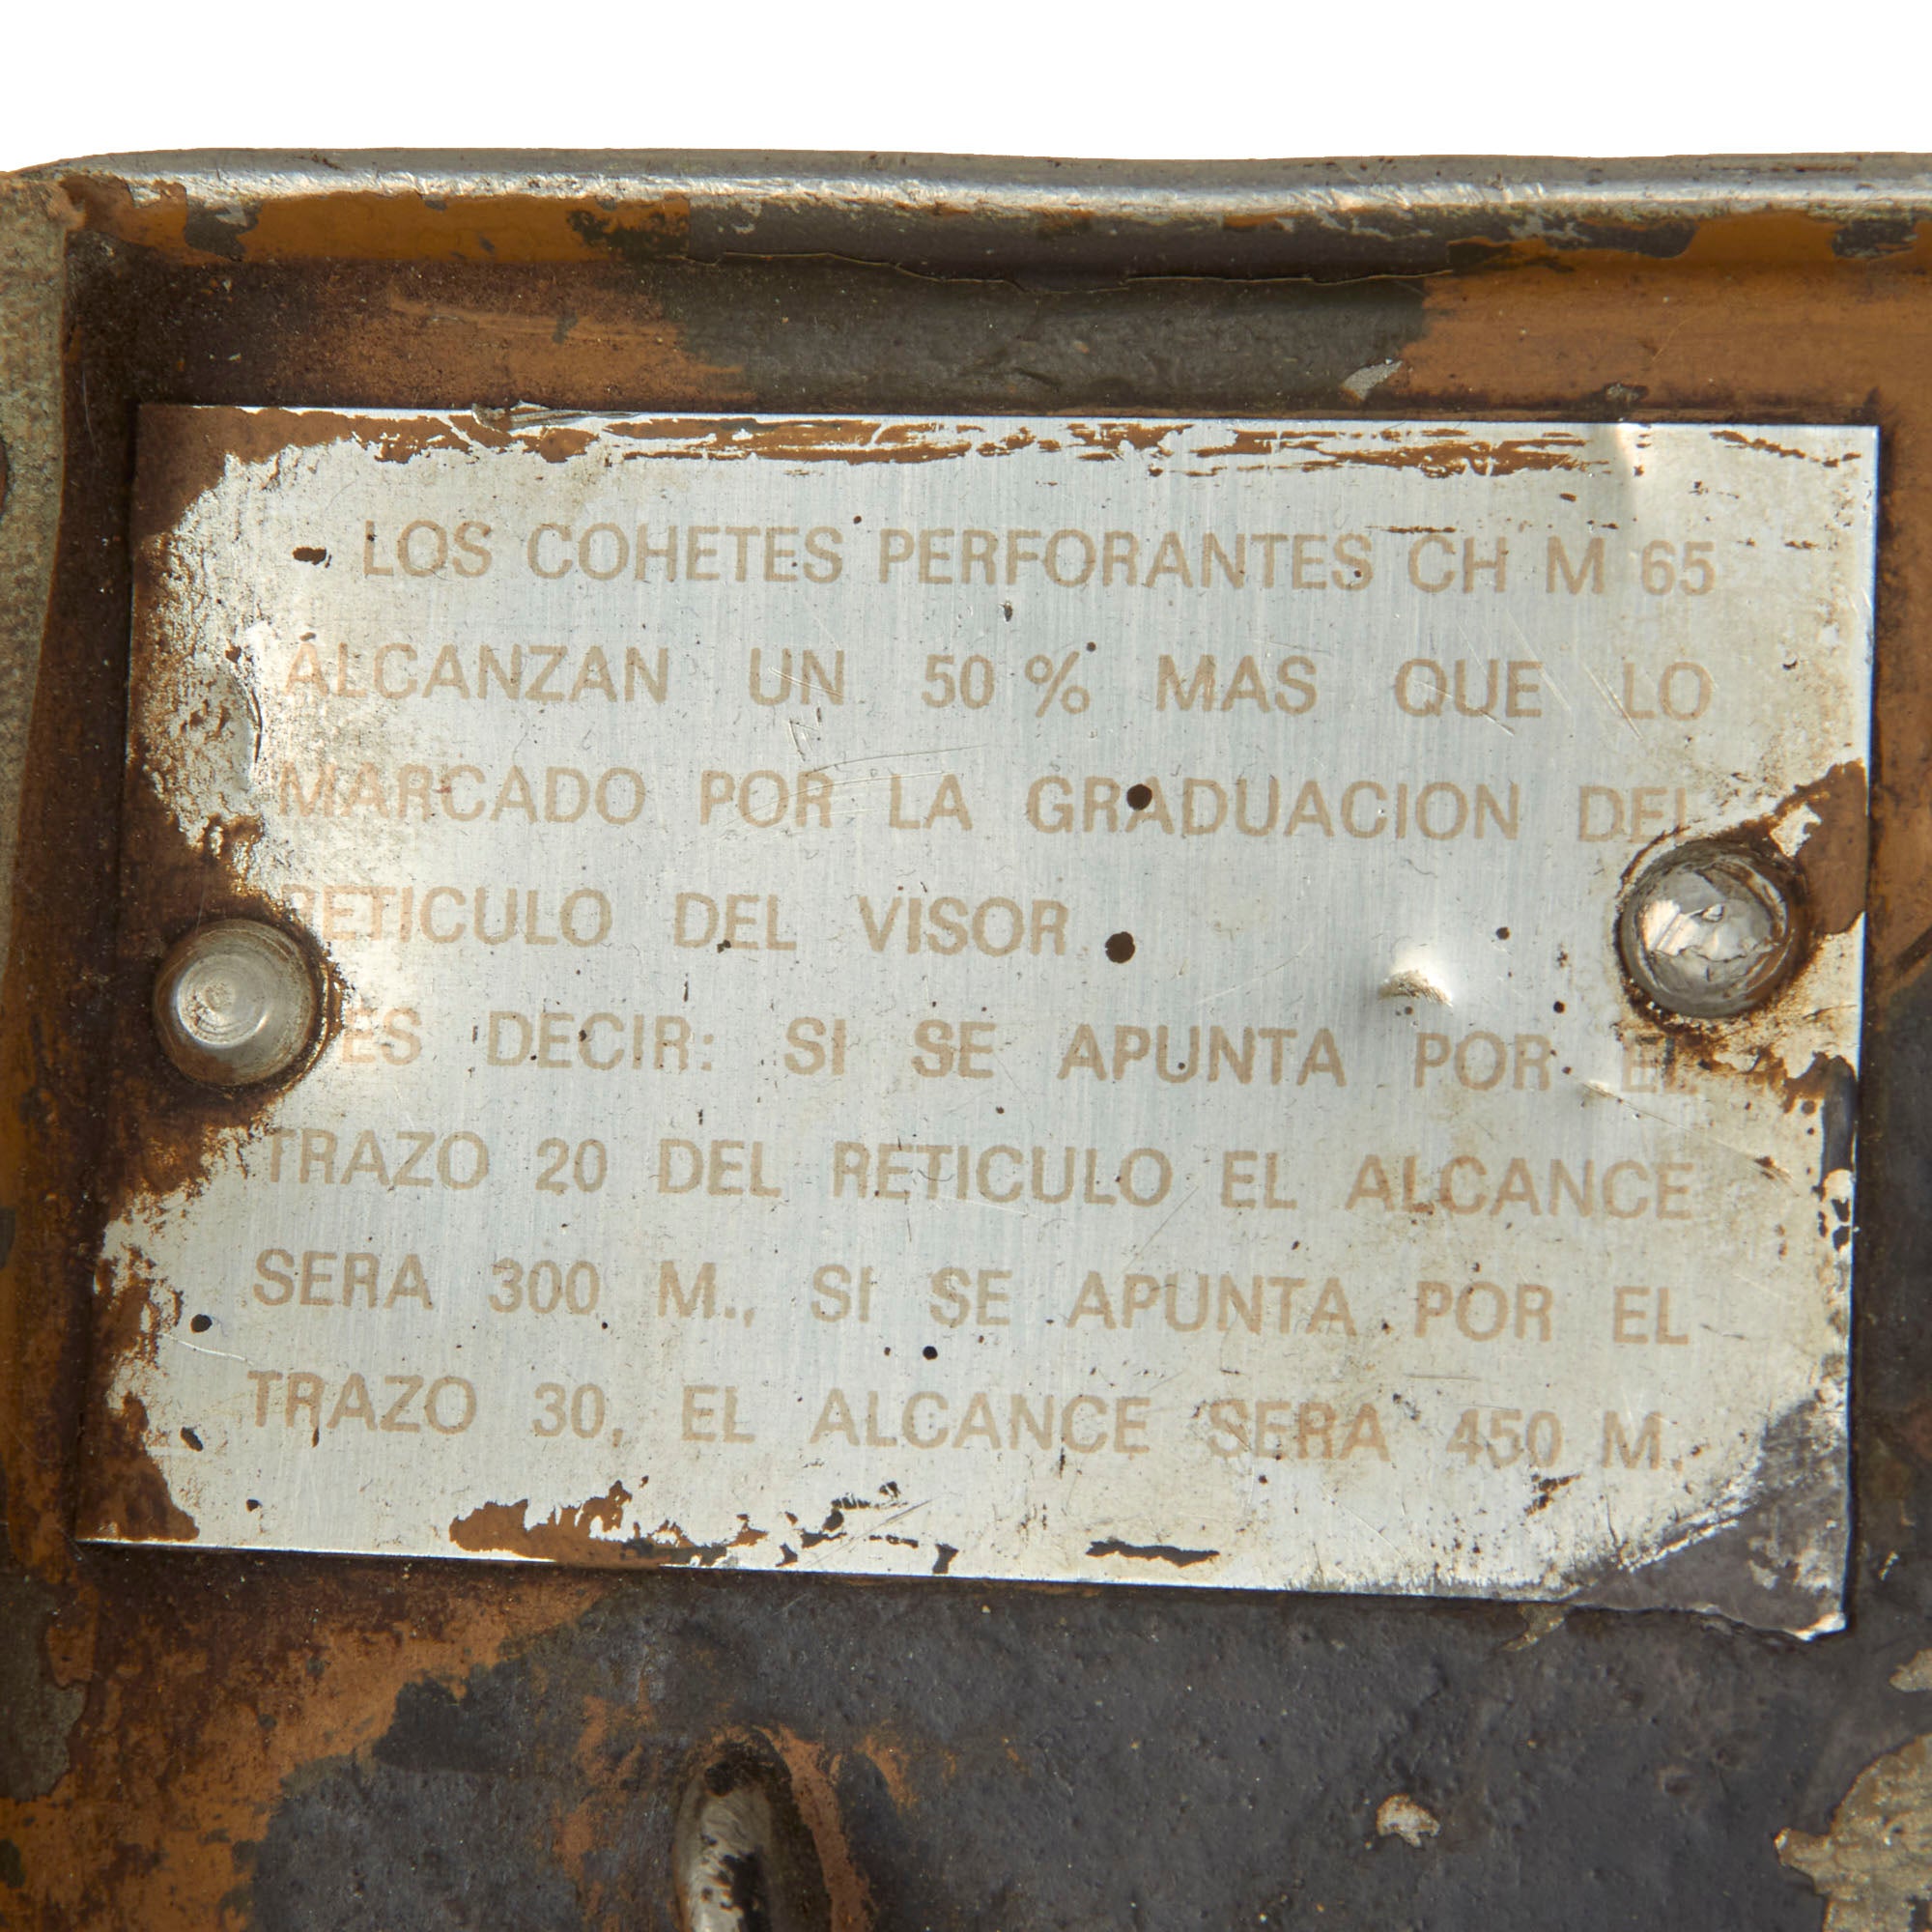 LOS COHETES PERFORANTES CH M 65
ALCANZAN UN 50 % MAS QUE LO
MARCADO POR LA GRADUACION DEL
RETICULO DEL VISOR.
ES DECIR: SI SE APUNTA POR EL
TRAZO 20 DEL RETICULO EL ALCANCE
SERA 300 M., SI SE APUNTA POR EL
TRAZO 30, EL ALCANCE SERA 450 M.